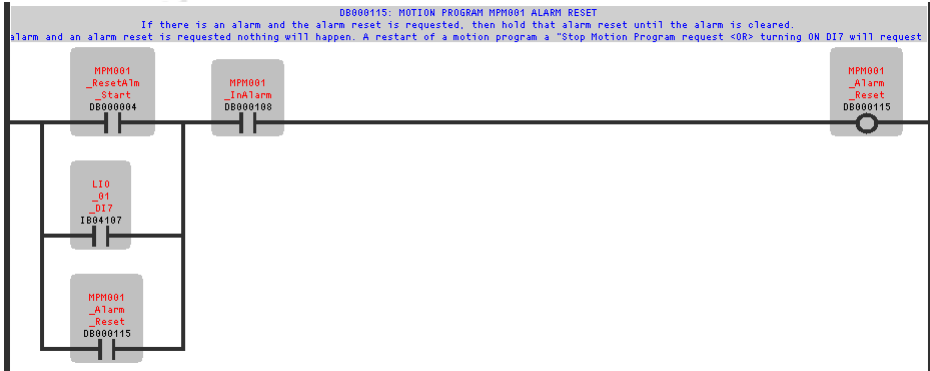 DB000115: MOTION PROGRAM MPM001 ALARM RESET
If there is an alarm and the alarm reset is requested, then hold that alarm reset until the alarm is cleared.
alarm and an alarm reset is requested nothing will happen. A restart of a motion program a "Stop Motion Program request <OR> turning ON DI7 will request
MPM001
_ResetAlm
_Start
DB000004
MPM001
_InAlarm
DB000108
MPM001
_Alarm
_Reset
DB000115
LIO
_01
_DI7
IB04107
MPM001
_Alarm
_Reset
DB000115